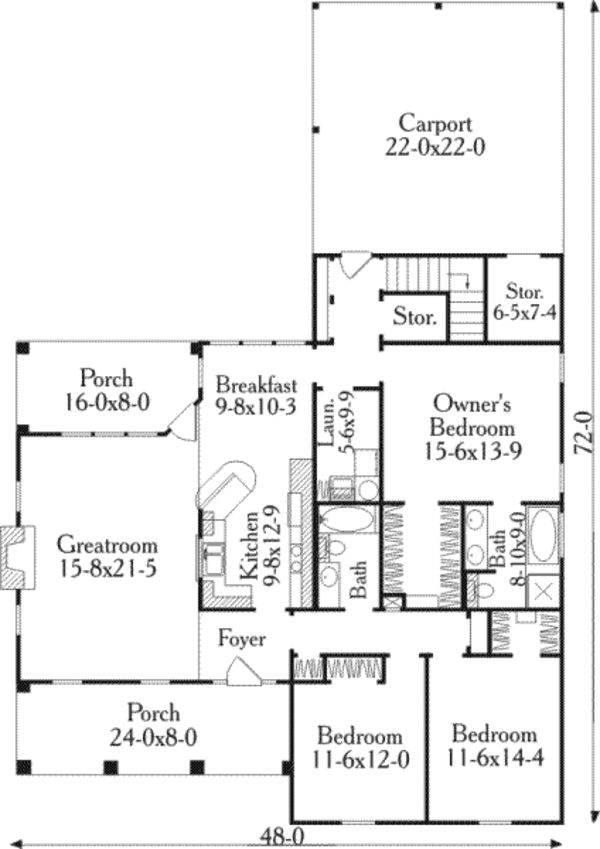 Carport
22-0x22-0
Stor.
6-5x7-4
Stor.
Porch
16-0x8-0
Breakfast
9-8x10-3
Laun.
5-6x9-9
Owner's
Bedroom
15-6x13-9
72-0
Greatroom
15-8x21-5
Kitchen
9-8x12-9
Bath
Bath
8-10x9-0
Foyer
Porch
24-0x8-0
Bedroom
11-6x12-0
Bedroom
11-6x14-4
48-0